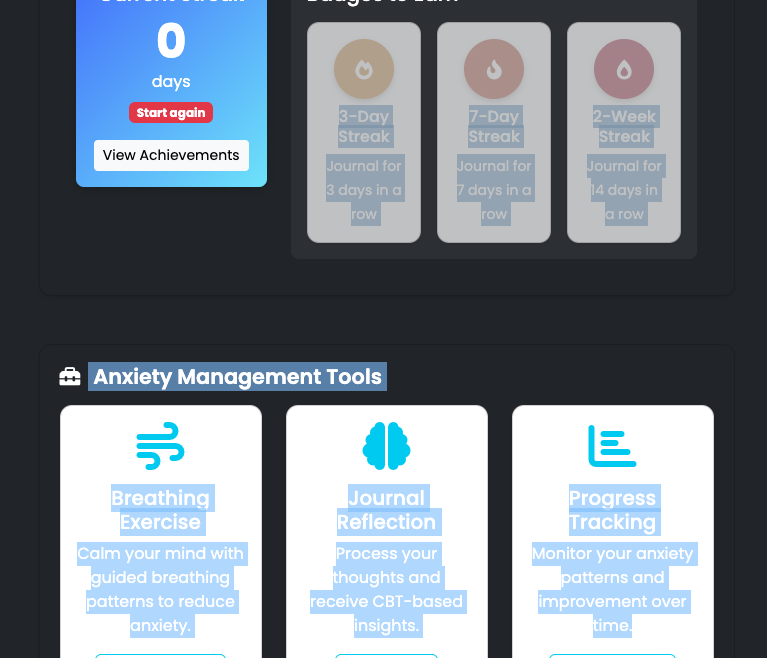 0
days
Start again
View Achievements
3-Day
Streak
Journal for
3 days in a
row
7-Day
Streak
Journal for
7 days in a
row
2-Week
Streak
Journal for
14 days in
a row
Anxiety Management Tools
Breathing
Exercise
Calm your mind with
guided breathing
patterns to reduce
anxiety.
Journal
Reflection
Process your
thoughts and
receive CBT-based
insights.
Progress
Tracking
Monitor your anxiety
patterns and
improvement over
time.